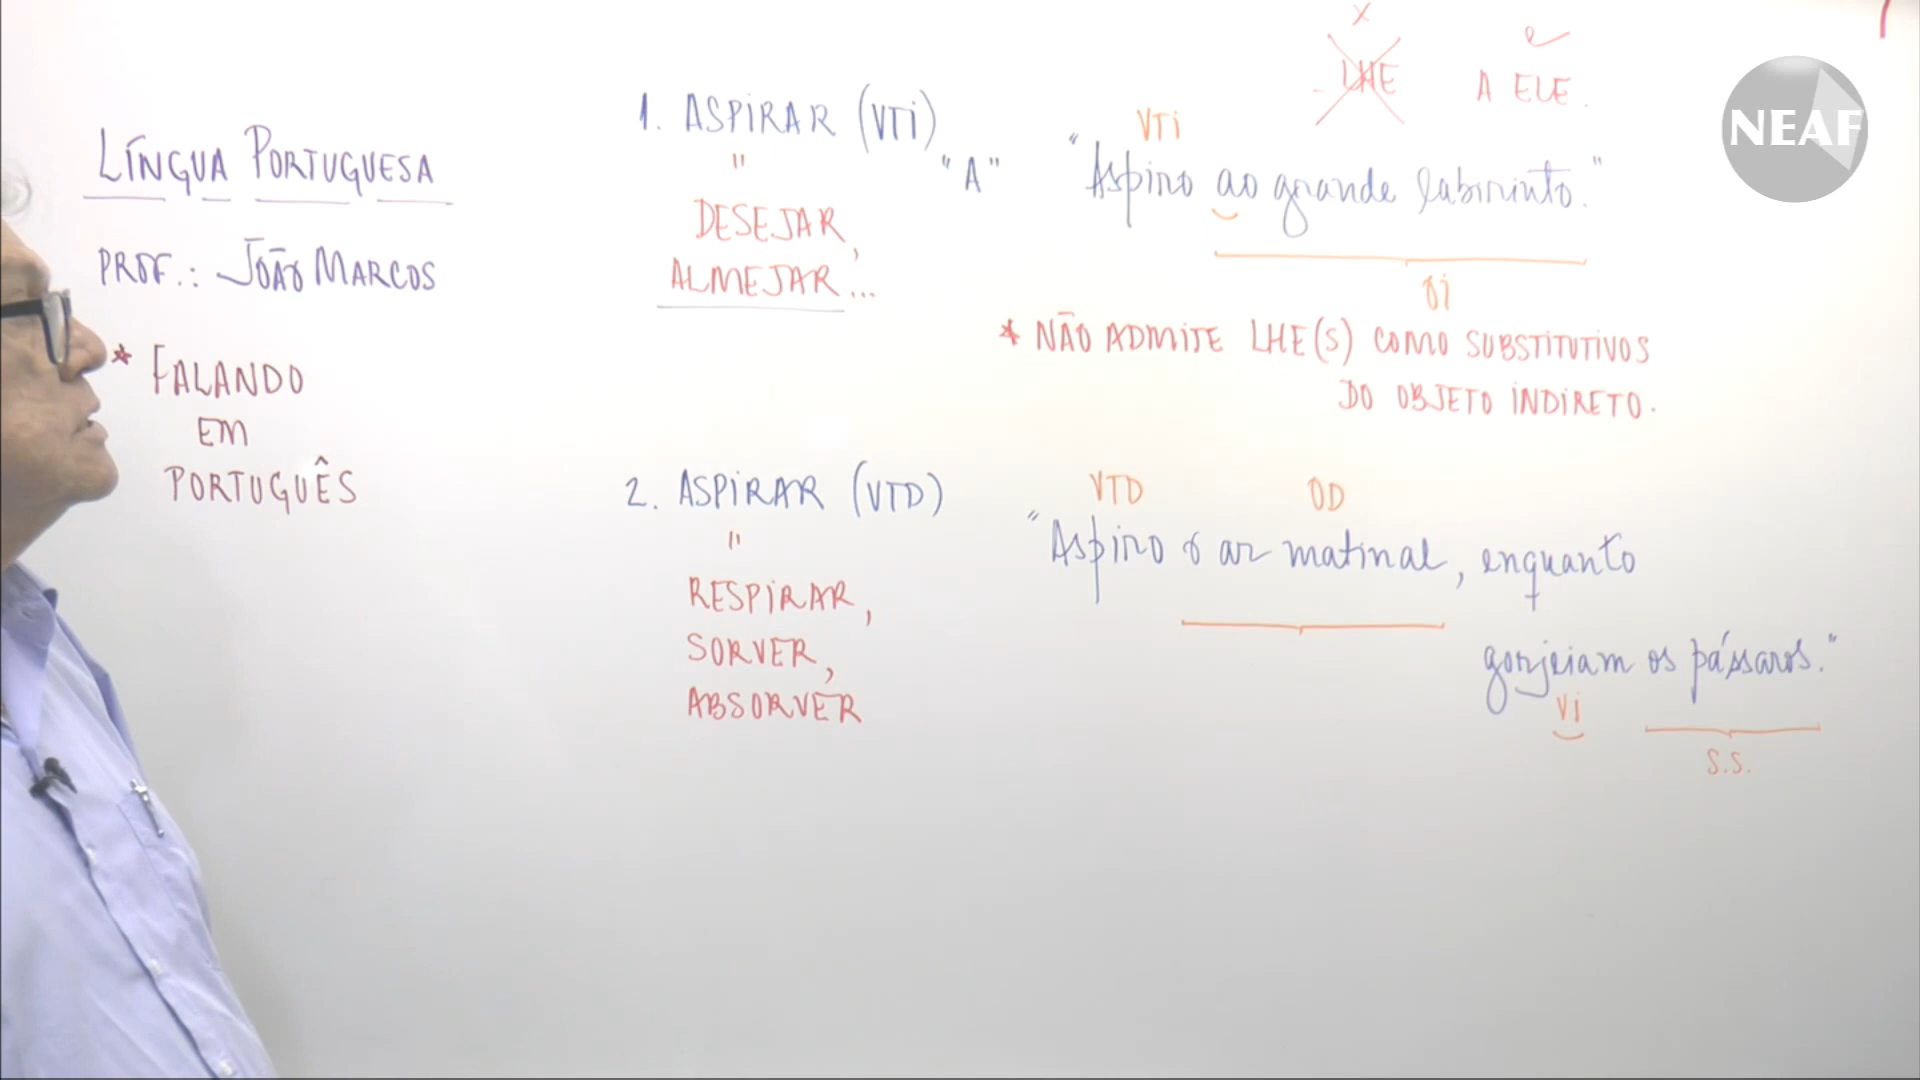 LÍNGUA PORTUGUESA
PROF.: JOÃO MARCOS
* FALANDO
EM
PORTUGUÊS
1. ASPIRAR (VTi)
"
"A"
DESEJAR,
ALMEJAR...
x
LHE
A ELE.
VTi
"Aspiro ao grande labirinto."
Oi
* NÃO ADMITE LHE(S) COMO SUBSTITUTIVOS
DO OBJETO INDIRETO.
2. ASPIRAR (VTD)
"
RESPIRAR,
SORVER,
ABSORVER
VTD OD
"Aspiro o ar matinal, enquanto
gorjeiam os pássaros."
Vi
S.S.
NEAF